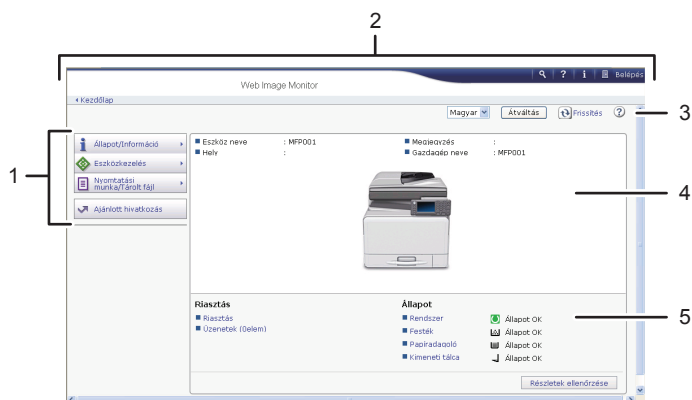 2
Belépés
Web Image Monitor
Kezdőlap
Magyar Átváltás Frissítés
3
Állapot/Információ
Eszközkezelés
Nyomtatási
munka/Tárolt fájl
Ajánlott hivatkozás
1
Eszköz neve : MFP001 Megjegyzés :
Hely : Gazdagép neve : MFP001
4
Riasztás Állapot
Riasztás Rendszer Állapot OK
Üzenetek (0elem) Festék Állapot OK
Papíradagoló Állapot OK
Kimeneti tálca Állapot OK
5
Részletek ellenőrzése